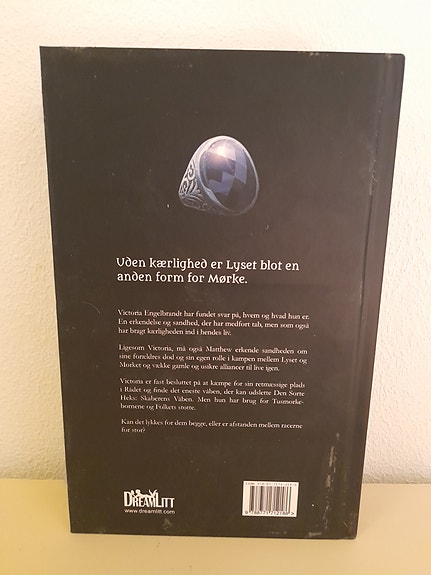 Uden kærlighed er Lyset blot en
anden form for Mørke.
Victoria Engelbrandt har fundet svar på, hvem og hvad hun er.
En erkendelse og sandhed, der har medført tab, men som også
har bragt kærligheden ind i hendes liv.
Ligesom Victoria, må også Matthew erkende sandheden om
sine forældres død og sin egen rolle i kampen mellem Lyset og
Mørket og vække gamle og usikre alliancer til live igen.
Victoria er fast besluttet på at kæmpe for sin retmæssige plads
i Rådet og finde det eneste våben, der kan udslette Den Sorte
Heks: Skaberens Våben. Men hun har brug for Tusmørke-
børnene og Folkets støtte.
Kan det lykkes for dem begge, eller er afstanden mellem racerne
for stor?
DREAMLITT
www.dreamlitt.com
9788771712186